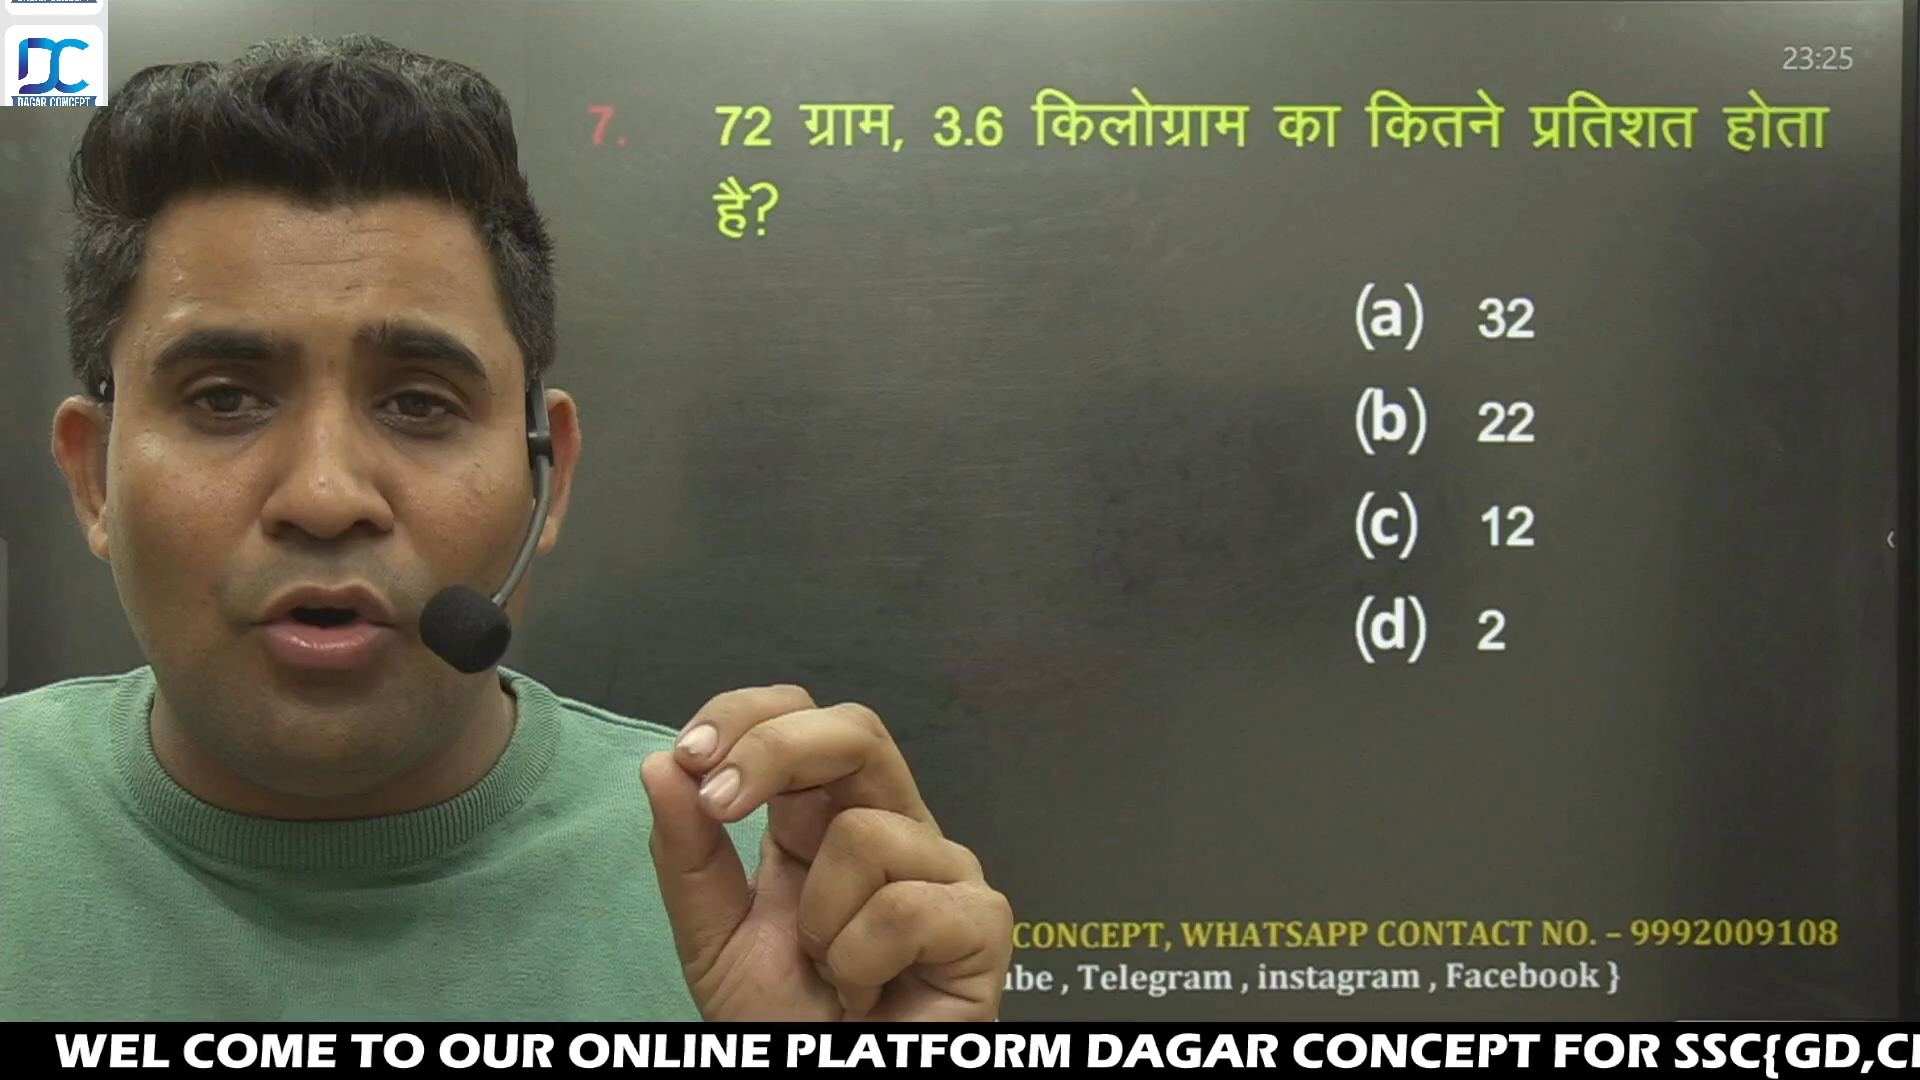 DC
DAGAR CONCEPT
23:25
7. 72 ग्राम, 3.6 किलोग्राम का कितने प्रतिशत होता
है?
(a) 32
(b) 22
(c) 12
(d) 2
CONCEPT, WHATSAPP CONTACT NO. – 9992009108
, Telegram , instagram , Facebook }
WEL COME TO OUR ONLINE PLATFORM DAGAR CONCEPT FOR SSC{GD,